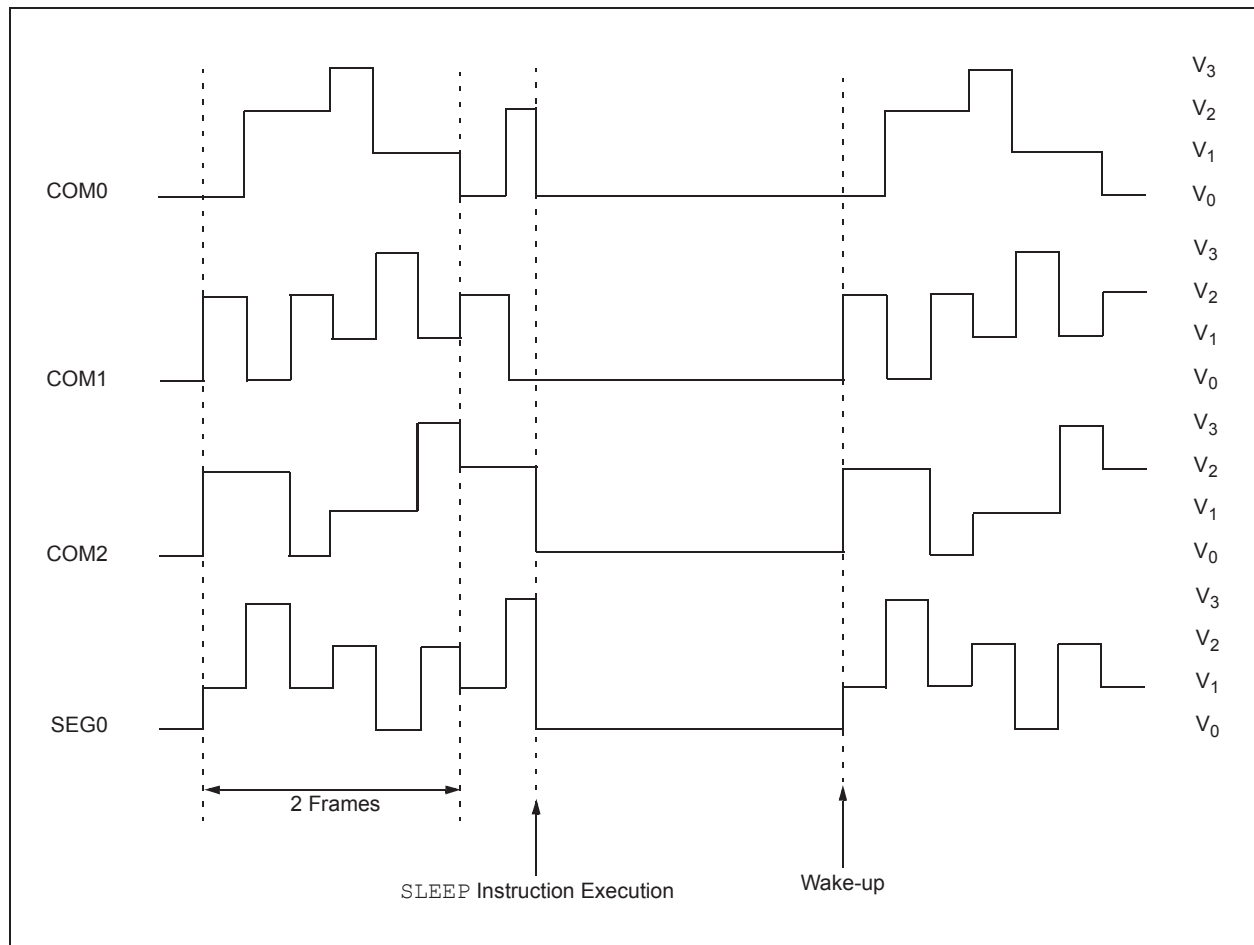 V3
V2
V1
COM0
V0
V3
V2
V1
COM1
V0
V3
V2
V1
COM2
V0
V3
V2
V1
SEG0
V0
2 Frames
SLEEP Instruction Execution
Wake-up